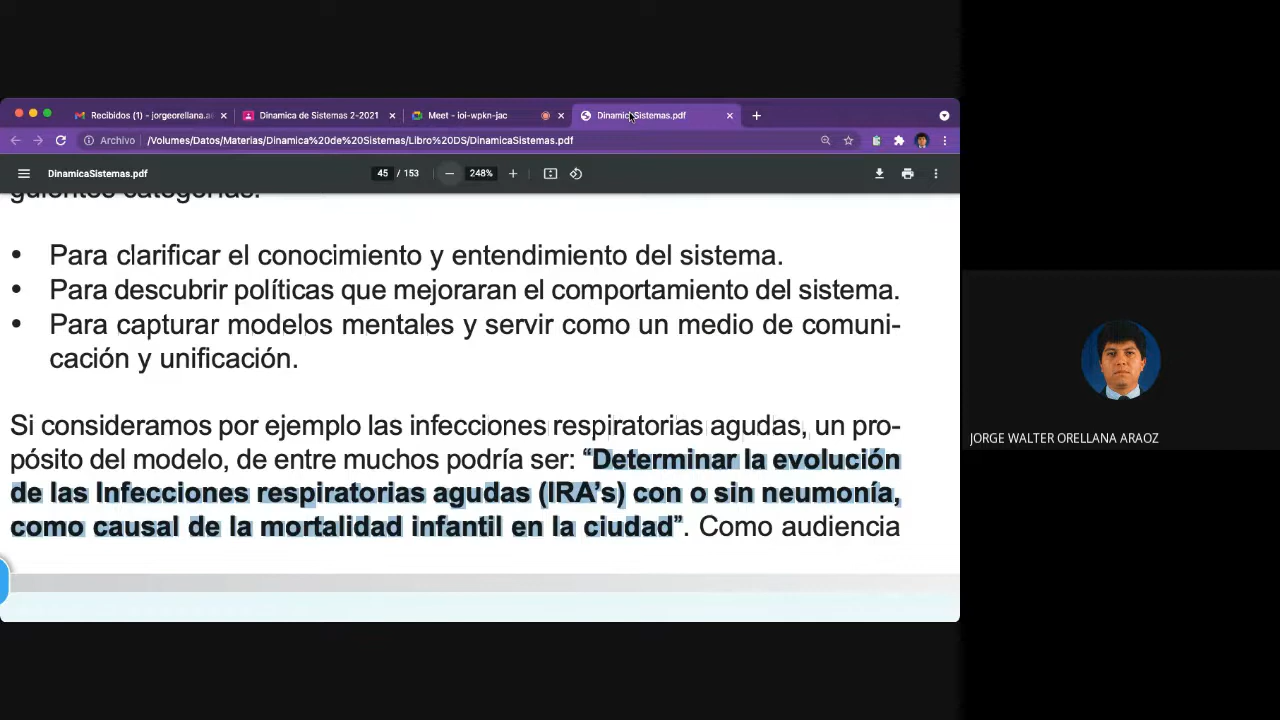 Recibidos (1) - jorgeorellana.a
Dinamica de Sistemas 2-2021
Meet - ioi-wpkn-jac
DinamicaSistemas.pdf
Archivo
/Volumes/Datos/Materias/Dinamica%20de%20Sistemas/Libro%20DS/DinamicaSistemas.pdf
DinamicaSistemas.pdf
45 / 153
248%
guientes categorías.
• Para clarificar el conocimiento y entendimiento del sistema.
• Para descubrir políticas que mejoraran el comportamiento del sistema.
• Para capturar modelos mentales y servir como un medio de comuni-
cación y unificación.
Si consideramos por ejemplo las infecciones respiratorias agudas, un pro-
pósito del modelo, de entre muchos podría ser: “Determinar la evolución
de las Infecciones respiratorias agudas (IRA’s) con o sin neumonía,
como causal de la mortalidad infantil en la ciudad”. Como audiencia
JORGE WALTER ORELLANA ARAOZ